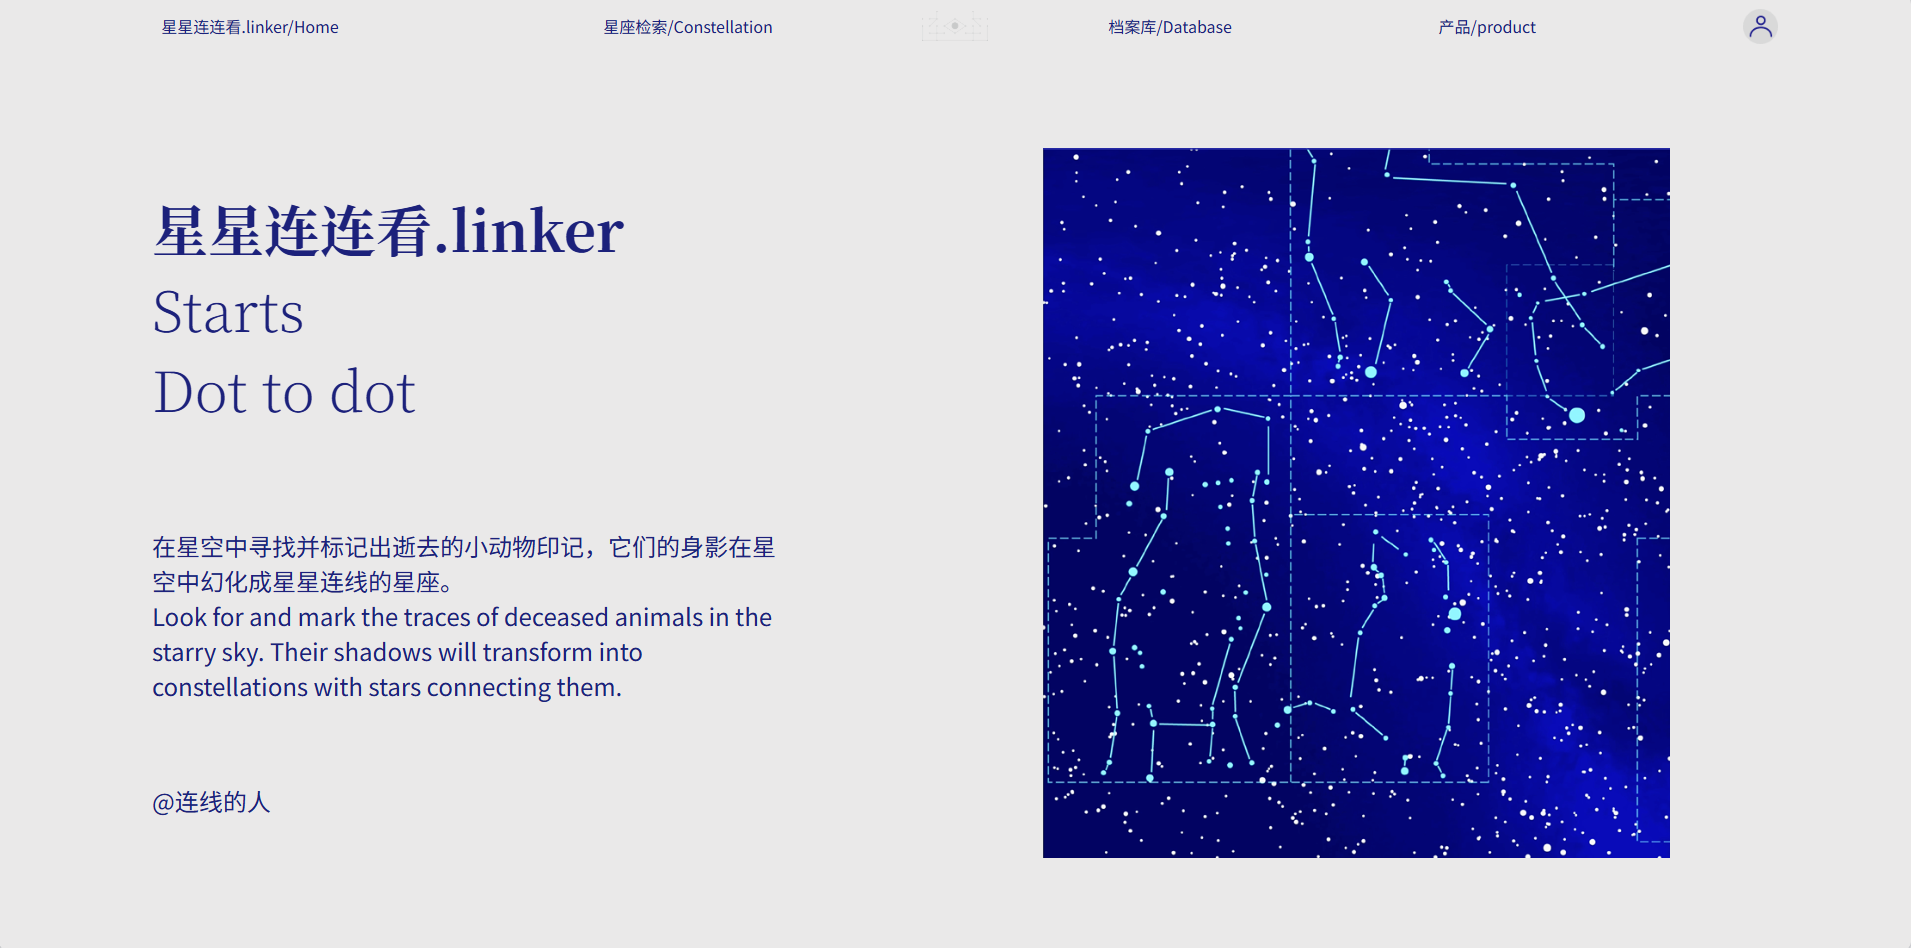 星星连连看.linker/Home
星座检索/Constellation
档案库/Database
产品/product
星星连连看.linker
Starts
Dot to dot
在星空中寻找并标记出逝去的小动物印记，它们的身影在星
空中幻化成星星连线的星座。
Look for and mark the traces of deceased animals in the
starry sky. Their shadows will transform into
constellations with stars connecting them.
@连线的人